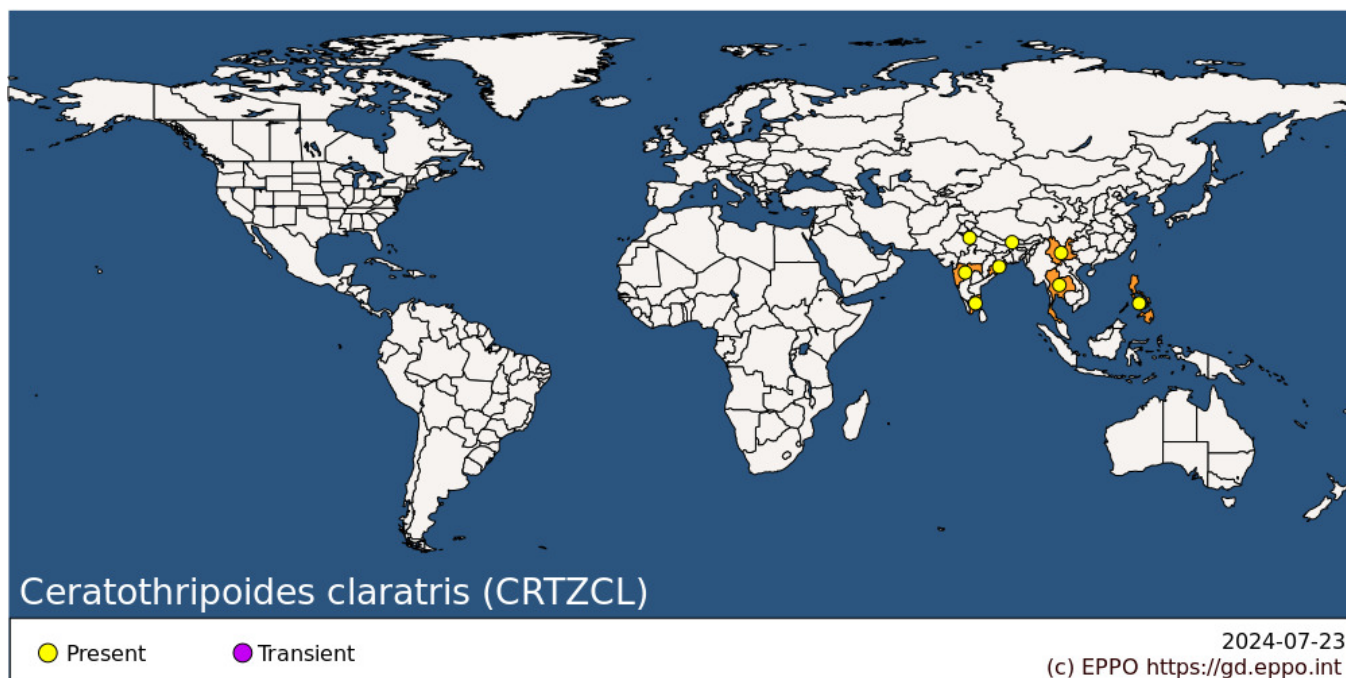 Ceratothripoides claratris (CRTZCL)
Present
Transient
2024-07-23
(c) EPPO https://gd.eppo.int